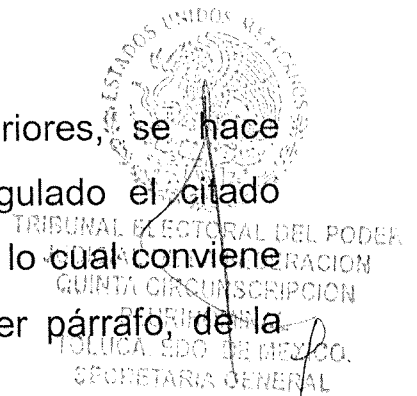 ESTADOS UNIDOS MEXICANOS
riores, se hace
gulado el citado
TRIBUNAL ELECTORAL DEL PODER
lo cual conviene
QUINTA CIRCUNSCRIPCION
er párrafo, de la
TOLUCA, EDO. DE MEXICO.
SECRETARIA GENERAL